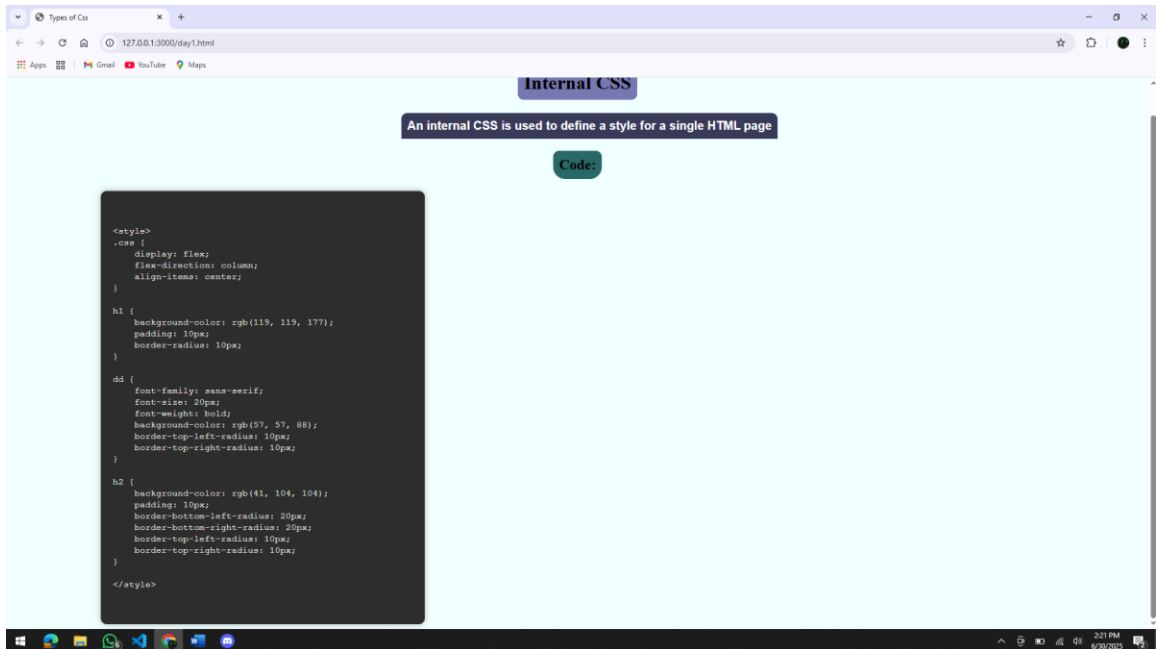 Types of Css
127.0.0.1:3000/day1.html
Apps
Gmail
YouTube
Maps
Internal CSS
An internal CSS is used to define a style for a single HTML page
Code:
<style>
.css {
    display: flex;
    flex-direction: column;
    align-items: center;
}
h1 {
    background-color: rgb(119, 119, 177);
    padding: 10px;
    border-radius: 10px;
}
dd {
    font-family: sans-serif;
    font-size: 20px;
    font-weight: bold;
    background-color: rgb(57, 57, 88);
    border-top-left-radius: 10px;
    border-top-right-radius: 10px;
}
h2 {
    background-color: rgb(41, 104, 104);
    padding: 10px;
    border-bottom-left-radius: 20px;
    border-bottom-right-radius: 20px;
    border-top-left-radius: 10px;
    border-top-right-radius: 10px;
}
</style>
2:21 PM
6/30/2025